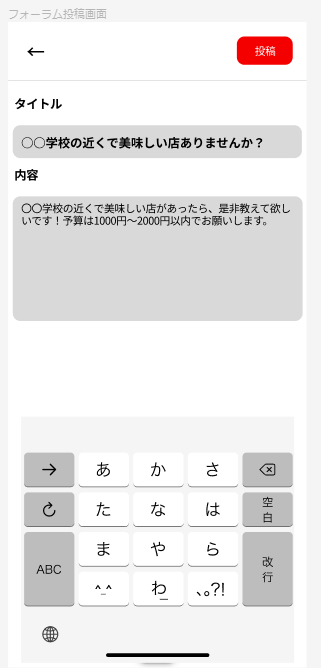 フォーラム投稿画面
←
投稿
タイトル
○○学校の近くで美味しい店ありませんか？
内容
〇〇学校の近くで美味しい店があったら、是非教えて欲し
いです！予算は1000円〜2000円以内でお願いします。
→ あ か さ
た な は 空白
ABC ま や ら 改行
^_^ わ 、。?!